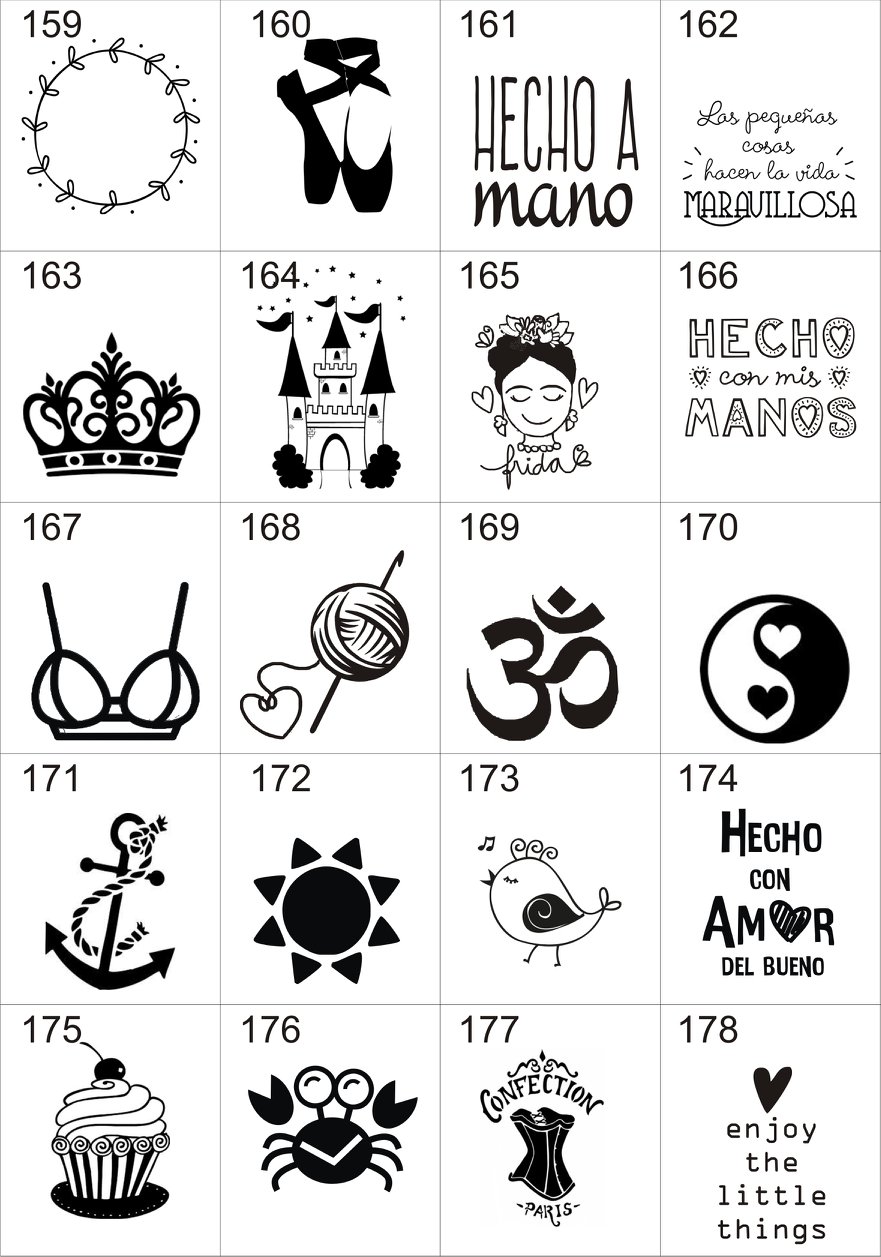 159
160
161
HECHO A
mano
162
Las pequeñas
cosas
hacen la vida
MARAVILLOSA
163
164
165
frida
166
HECHO
con mis
MANOS
167
168
169
ॐ
170
171
172
173
174
HECHO
CON
AMOR
DEL BUENO
175
176
177
CONFECTION
-PARIS-
178
enjoy
the
little
things